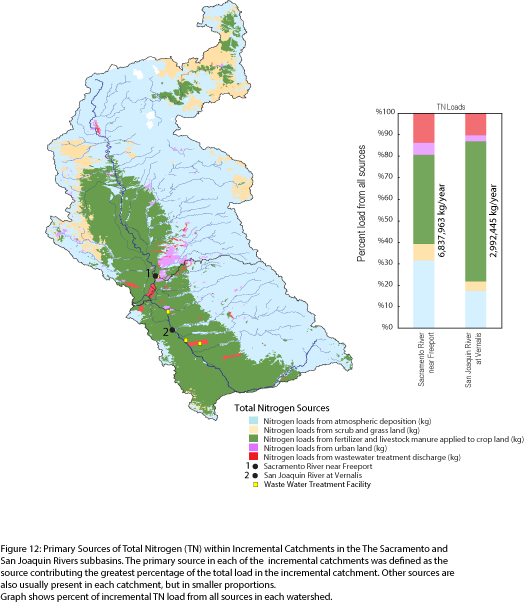 TN Loads
%100
%90
%80
%70
%60
%50
%40
%30
%20
%10
%0
Percent load from all sources
6,837,963 kg/year
2,992,445 kg/year
Sacramento River
near Freeport
San Joaquin River
at Vernalis
1
2
Total Nitrogen Sources
Nitrogen loads from atmospheric deposition (kg)
Nitrogen loads from scrub and grass land (kg)
Nitrogen loads from fertilizer and livestock manure applied to crop land (kg)
Nitrogen loads from urban land (kg)
Nitrogen loads from wastewater treatment discharge (kg)
1 Sacramento River near Freeport
2 San Joaquin River at Vernalis
Waste Water Treatment Facility
Figure 12: Primary Sources of Total Nitrogen (TN) within Incremental Catchments in the The Sacramento and
San Joaquin Rivers subbasins. The primary source in each of the incremental catchments was defined as the
source contributing the greatest percentage of the total load in the incremental catchment. Other sources are
also usually present in each catchment, but in smaller proportions.
Graph shows percent of incremental TN load from all sources in each watershed.